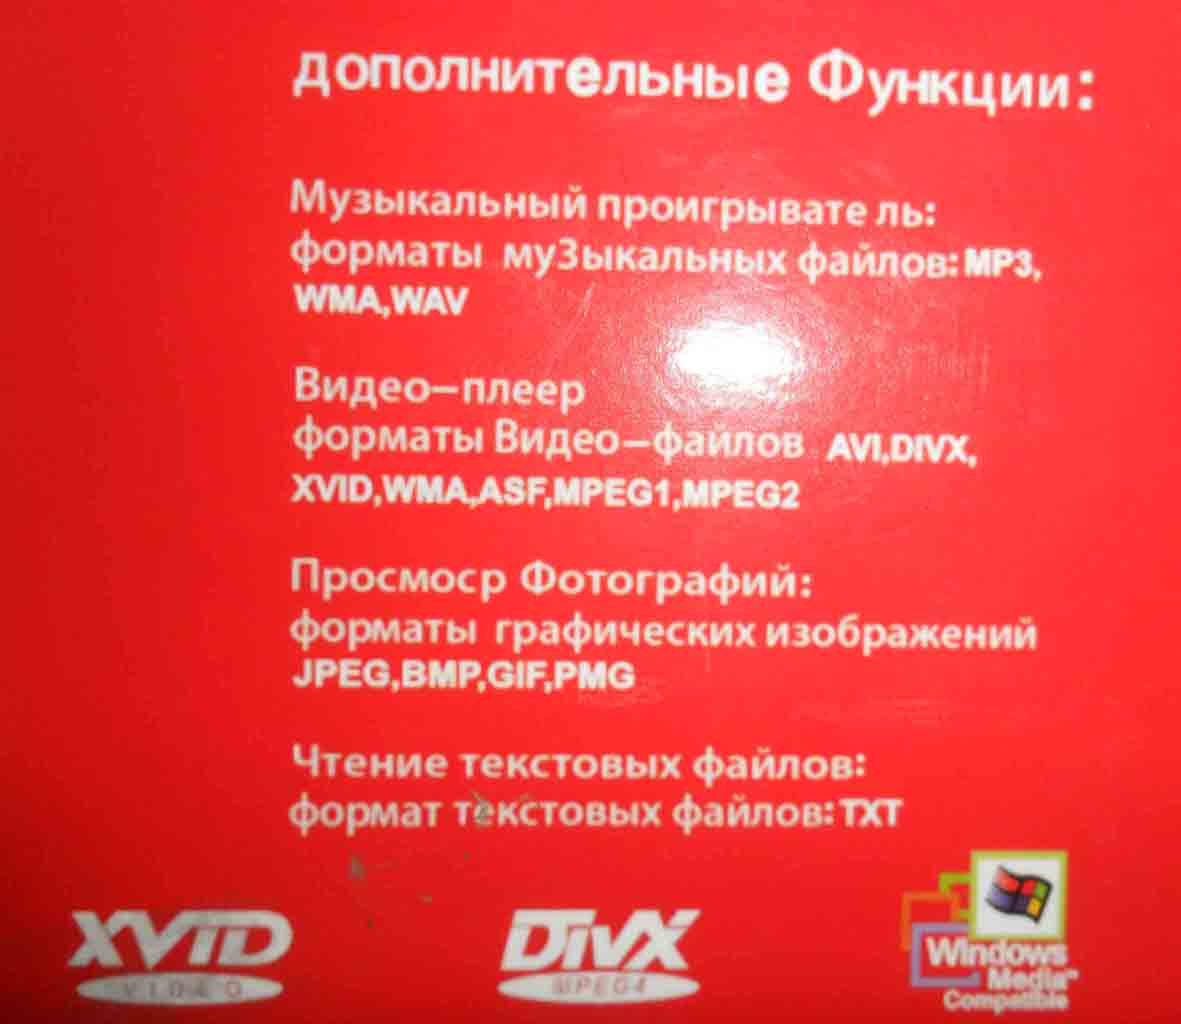 дополнительные Функции:
Музыкальный проигрывате ль:
форматы муЗыкальных файлов: MP3,
WMA,WAV
Видео-плеер
форматы Видео-файлов AVI,DIVX,
XVID,WMA,ASF,MPEG1,MPEG2
Просмоср Фотографий:
форматы графических изображений
JPEG,BMP,GIF,PMG
Чтение текстовых файлов:
формат текстовых файлов: TXT
XVID
VIDEO
DivX
MPEG4
Windows
Media™
Compatible